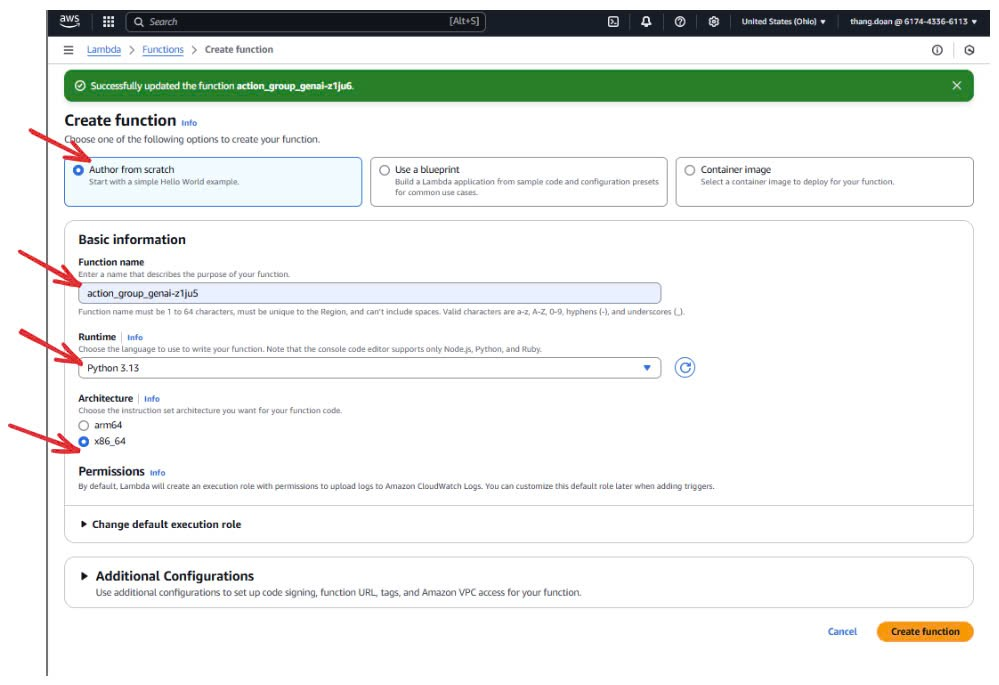 aws
Search
[Alt+S]
United States (Ohio)
thang.doan @ 6174-4336-6113
Lambda > Functions > Create function
Successfully updated the function action_group_genai-z1ju6.
Create function Info
Choose one of the following options to create your function.
Author from scratch
Start with a simple Hello World example.
Use a blueprint
Build a Lambda application from sample code and configuration presets
for common use cases.
Container image
Select a container image to deploy for your function.
Basic information
Function name
Enter a name that describes the purpose of your function.
action_group_genai-z1ju5
Function name must be 1 to 64 characters, must be unique to the Region, and can't include spaces. Valid characters are a-z, A-Z, 0-9, hyphens (-), and underscores (_).
Runtime | Info
Choose the language to use to write your function. Note that the console code editor supports only Node.js, Python, and Ruby.
Python 3.13
Architecture | Info
Choose the instruction set architecture you want for your function code.
arm64
x86_64
Permissions Info
By default, Lambda will create an execution role with permissions to upload logs to Amazon CloudWatch Logs. You can customize this default role later when adding triggers.
Change default execution role
Additional Configurations
Use additional configurations to set up code signing, function URL, tags, and Amazon VPC access for your function.
Cancel
Create function